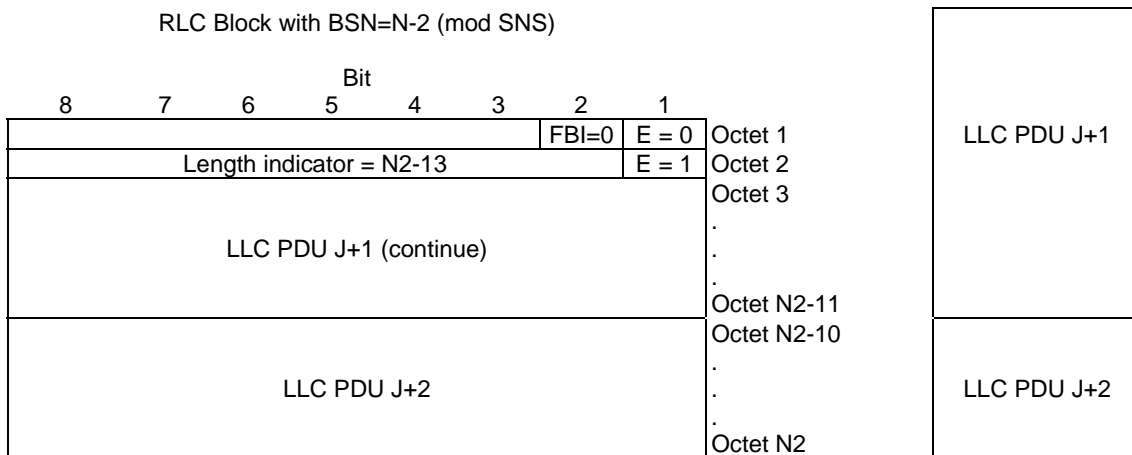 RLC Block with BSN=N-2 (mod SNS)
Bit
8 7 6 5 4 3 2 1
FBI=0 E = 0 Octet 1 LLC PDU J+1
Length indicator = N2-13 E = 1 Octet 2
Octet 3
.
LLC PDU J+1 (continue) .
.
Octet N2-11
Octet N2-10
.
LLC PDU J+2 . LLC PDU J+2
.
Octet N2